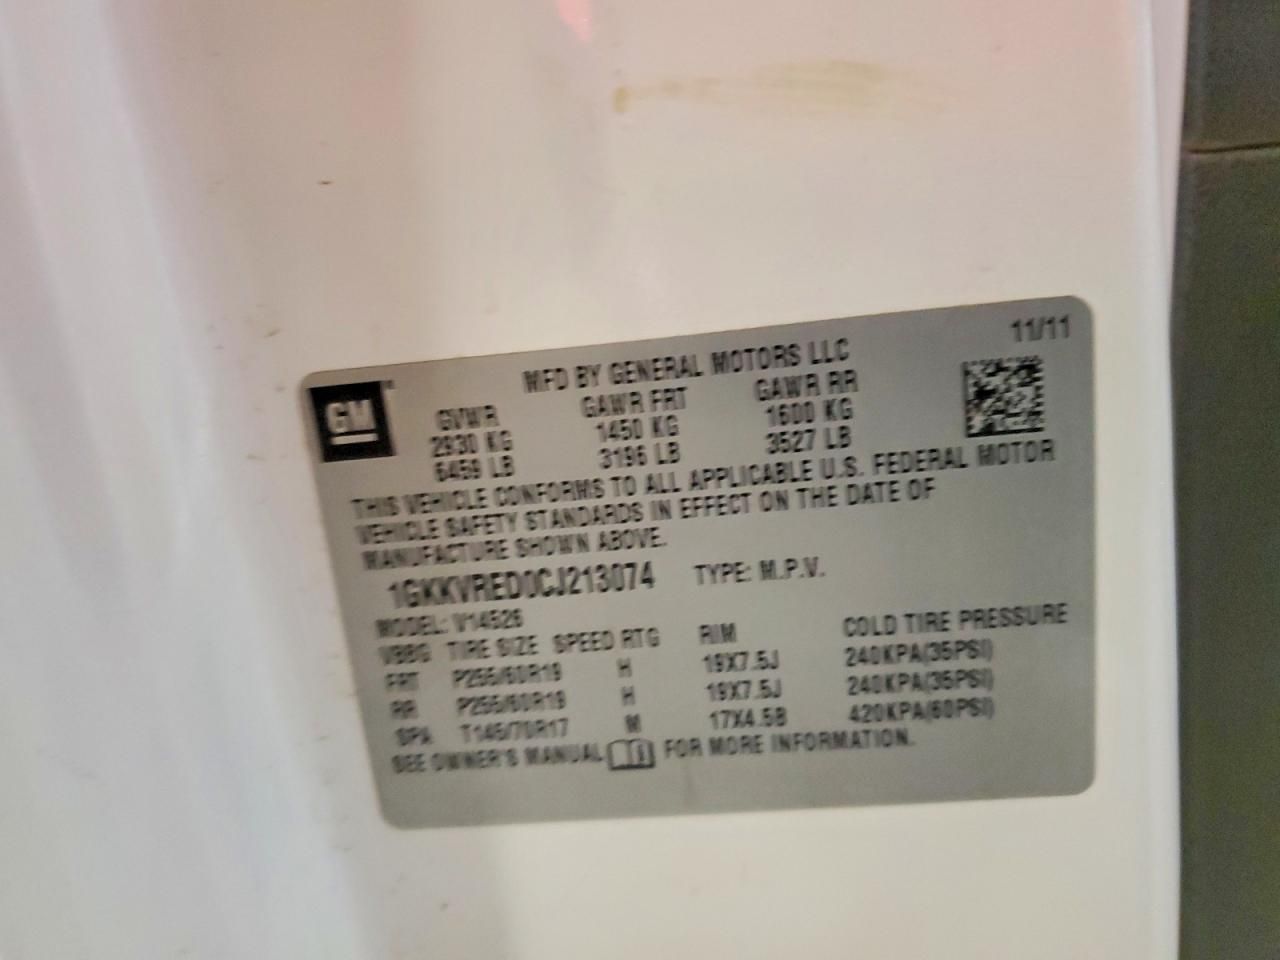 11/11
MFD BY GENERAL MOTORS LLC
GM
GVWR GAWR FRT GAWR RR
2930 KG 1450 KG 1600 KG
6459 LB 3196 LB 3527 LB
THIS VEHICLE CONFORMS TO ALL APPLICABLE U.S. FEDERAL MOTOR
VEHICLE SAFETY STANDARDS IN EFFECT ON THE DATE OF
MANUFACTURE SHOWN ABOVE.
1GKKVRED0CJ213074 TYPE: M.P.V.
MODEL: V14526
TIRE SIZE SPEED RTG RIM COLD TIRE PRESSURE
FRT P255/60R19 H 19X7.5J 240KPA(35PSI)
RR P255/60R19 H 19X7.5J 240KPA(35PSI)
SPA T145/70R17 M 17X4.5B 420KPA(60PSI)
SEE OWNER'S MANUAL FOR MORE INFORMATION.